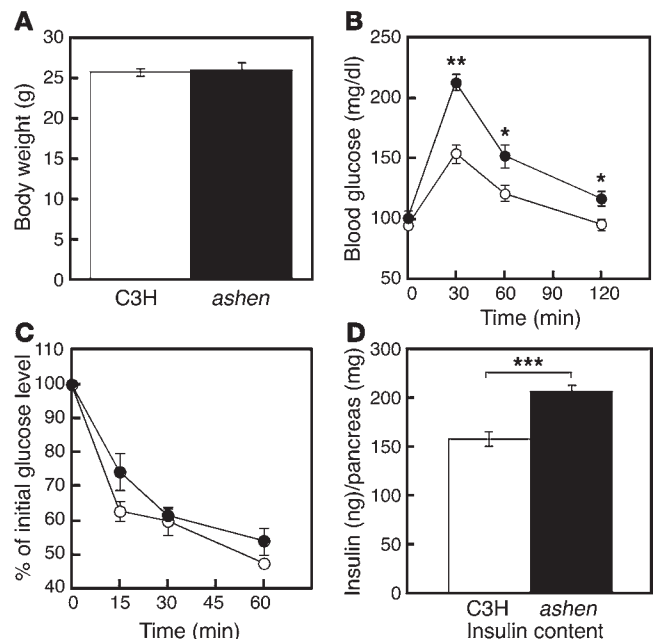 A
Body weight (g)
30
25
20
15
10
5
0
C3H
ashen
B
Blood glucose (mg/dl)
250
200
150
100
50
**
*
*
0 30 60 90 120
Time (min)
C
% of initial glucose level
110
100
90
80
70
60
50
40
0 15 30 45 60
Time (min)
D
Insulin (ng)/pancreas (mg)
300
200
150
100
50
0
***
C3H
ashen
Insulin content